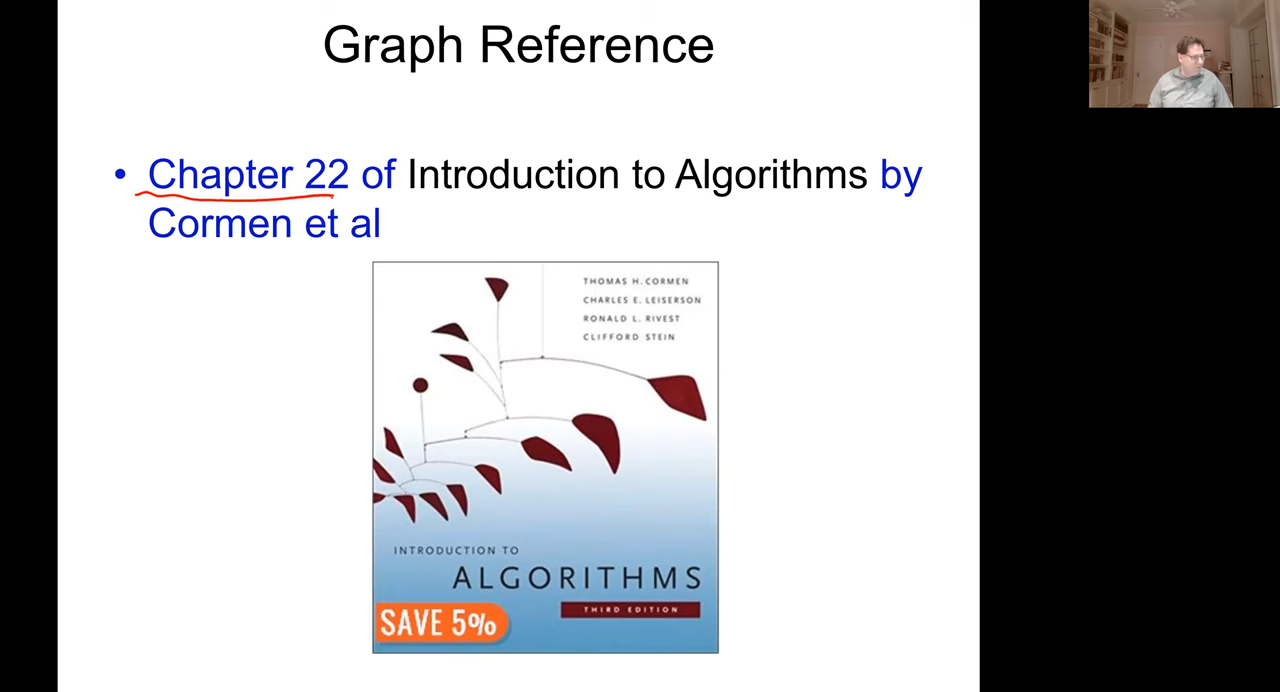 Graph Reference
• Chapter 22 of Introduction to Algorithms by
Cormen et al
THOMAS H. CORMEN
CHARLES E. LEISERSON
RONALD L. RIVEST
CLIFFORD STEIN
INTRODUCTION TO
ALGORITHMS
THIRD EDITION
SAVE 5%